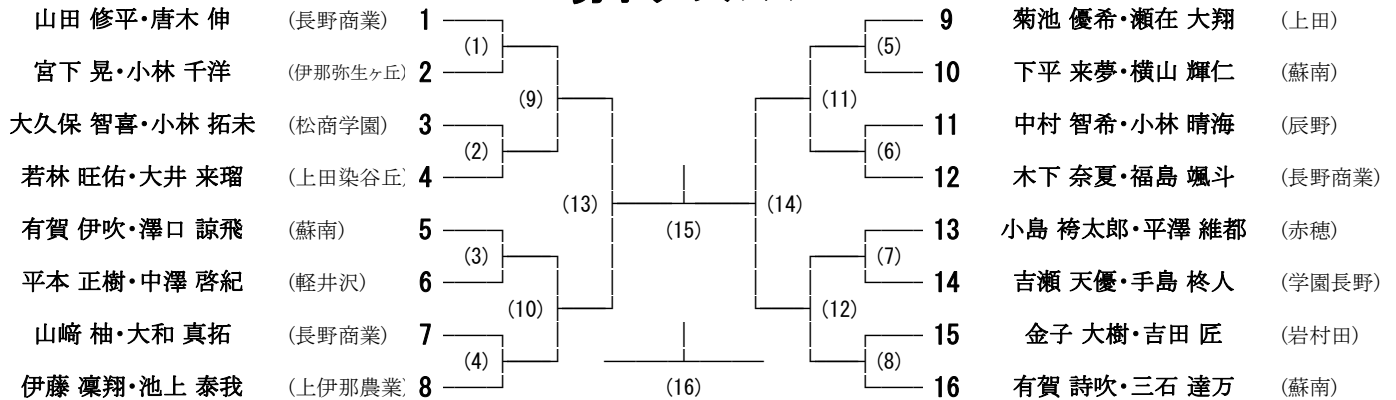 山田 修平・唐木 伸 (長野商業) 1
宮下 晃・小林 千洋 (伊那弥生ヶ丘) 2
大久保 智喜・小林 拓未 (松商学園) 3
若林 旺佑・大井 来瑠 (上田染谷丘) 4
有賀 伊吹・澤口 諒飛 (蘇南) 5
平本 正樹・中澤 啓紀 (軽井沢) 6
山﨑 柚・大和 真拓 (長野商業) 7
伊藤 凜翔・池上 泰我 (上伊那農業) 8
(1)
(2)
(3)
(4)
(9)
(10)
(13)
(15)
(16)
(14)
(11)
(12)
(5)
(6)
(7)
(8)
9 菊池 優希・瀬在 大翔 (上田)
10 下平 来夢・横山 輝仁 (蘇南)
11 中村 智希・小林 晴海 (辰野)
12 木下 奈夏・福島 颯斗 (長野商業)
13 小島 袴太郎・平澤 維都 (赤穂)
14 吉瀬 天優・手島 柊人 (学園長野)
15 金子 大樹・吉田 匠 (岩村田)
16 有賀 詩吹・三石 達万 (蘇南)